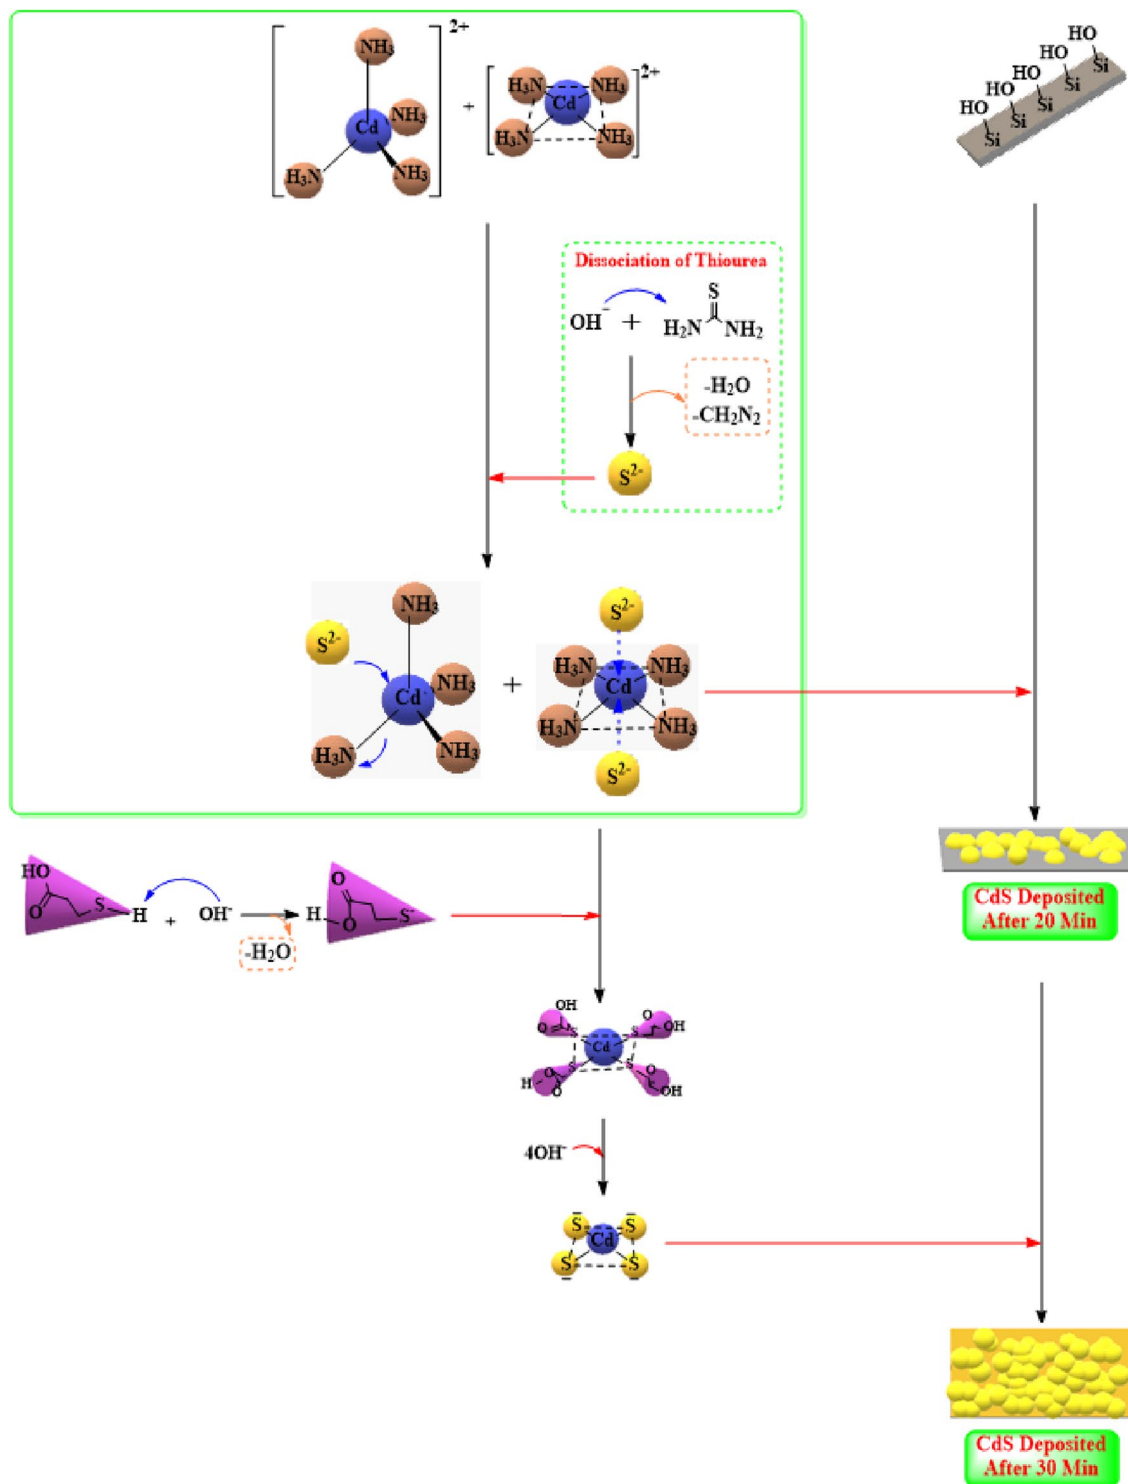 2+
NH₃
Cd
NH₃
H₃N
NH₃
+
2+
H₃N
NH₃
Cd
H₃N
NH₃
HO
HO
HO
HO
HO
Si
Si
Si
Si
Si
Dissociation of Thiourea
OH⁻ +
S
H₂N NH₂
-H₂O
-CH₂N₂
S²⁻
S²⁻
NH₃
Cd
NH₃
H₃N
NH₃
+
S²⁻
H₃N
NH₃
Cd
H₃N
NH₃
S²⁻
HO
O
S
H
+ OH⁻
-H₂O
H
O
O
S⁻
CdS Deposited
After 20 Min
OH
O
S
Cd
S
O
OH
H
O
O
S
S
O
OH
4OH⁻
S
S
Cd
S
S
CdS Deposited
After 30 Min